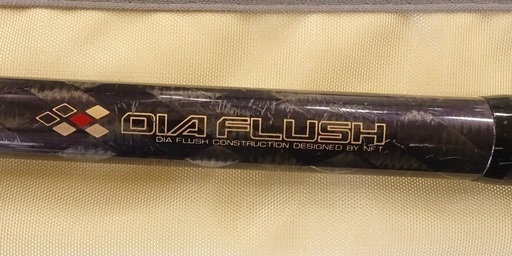 DIA FLUSH
DIA FLUSH CONSTRUCTION DESIGNED BY NFT